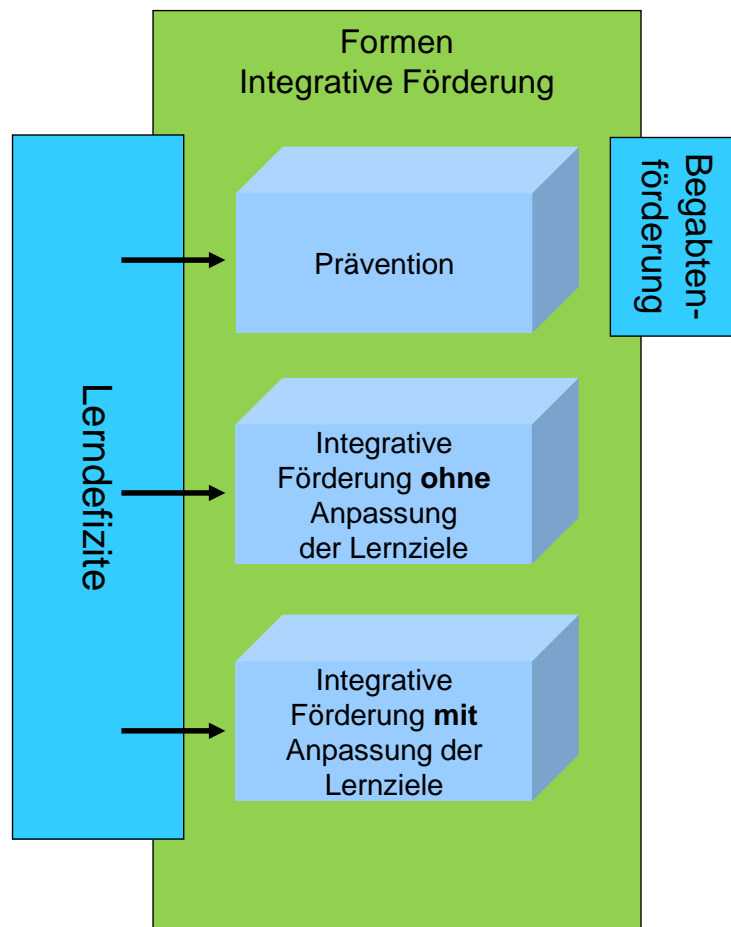 Formen
Integrative Förderung
Lerndefizite
Prävention
Begabten-
förderung
Integrative
Förderung ohne
Anpassung
der Lernziele
Integrative
Förderung mit
Anpassung der
Lernziele